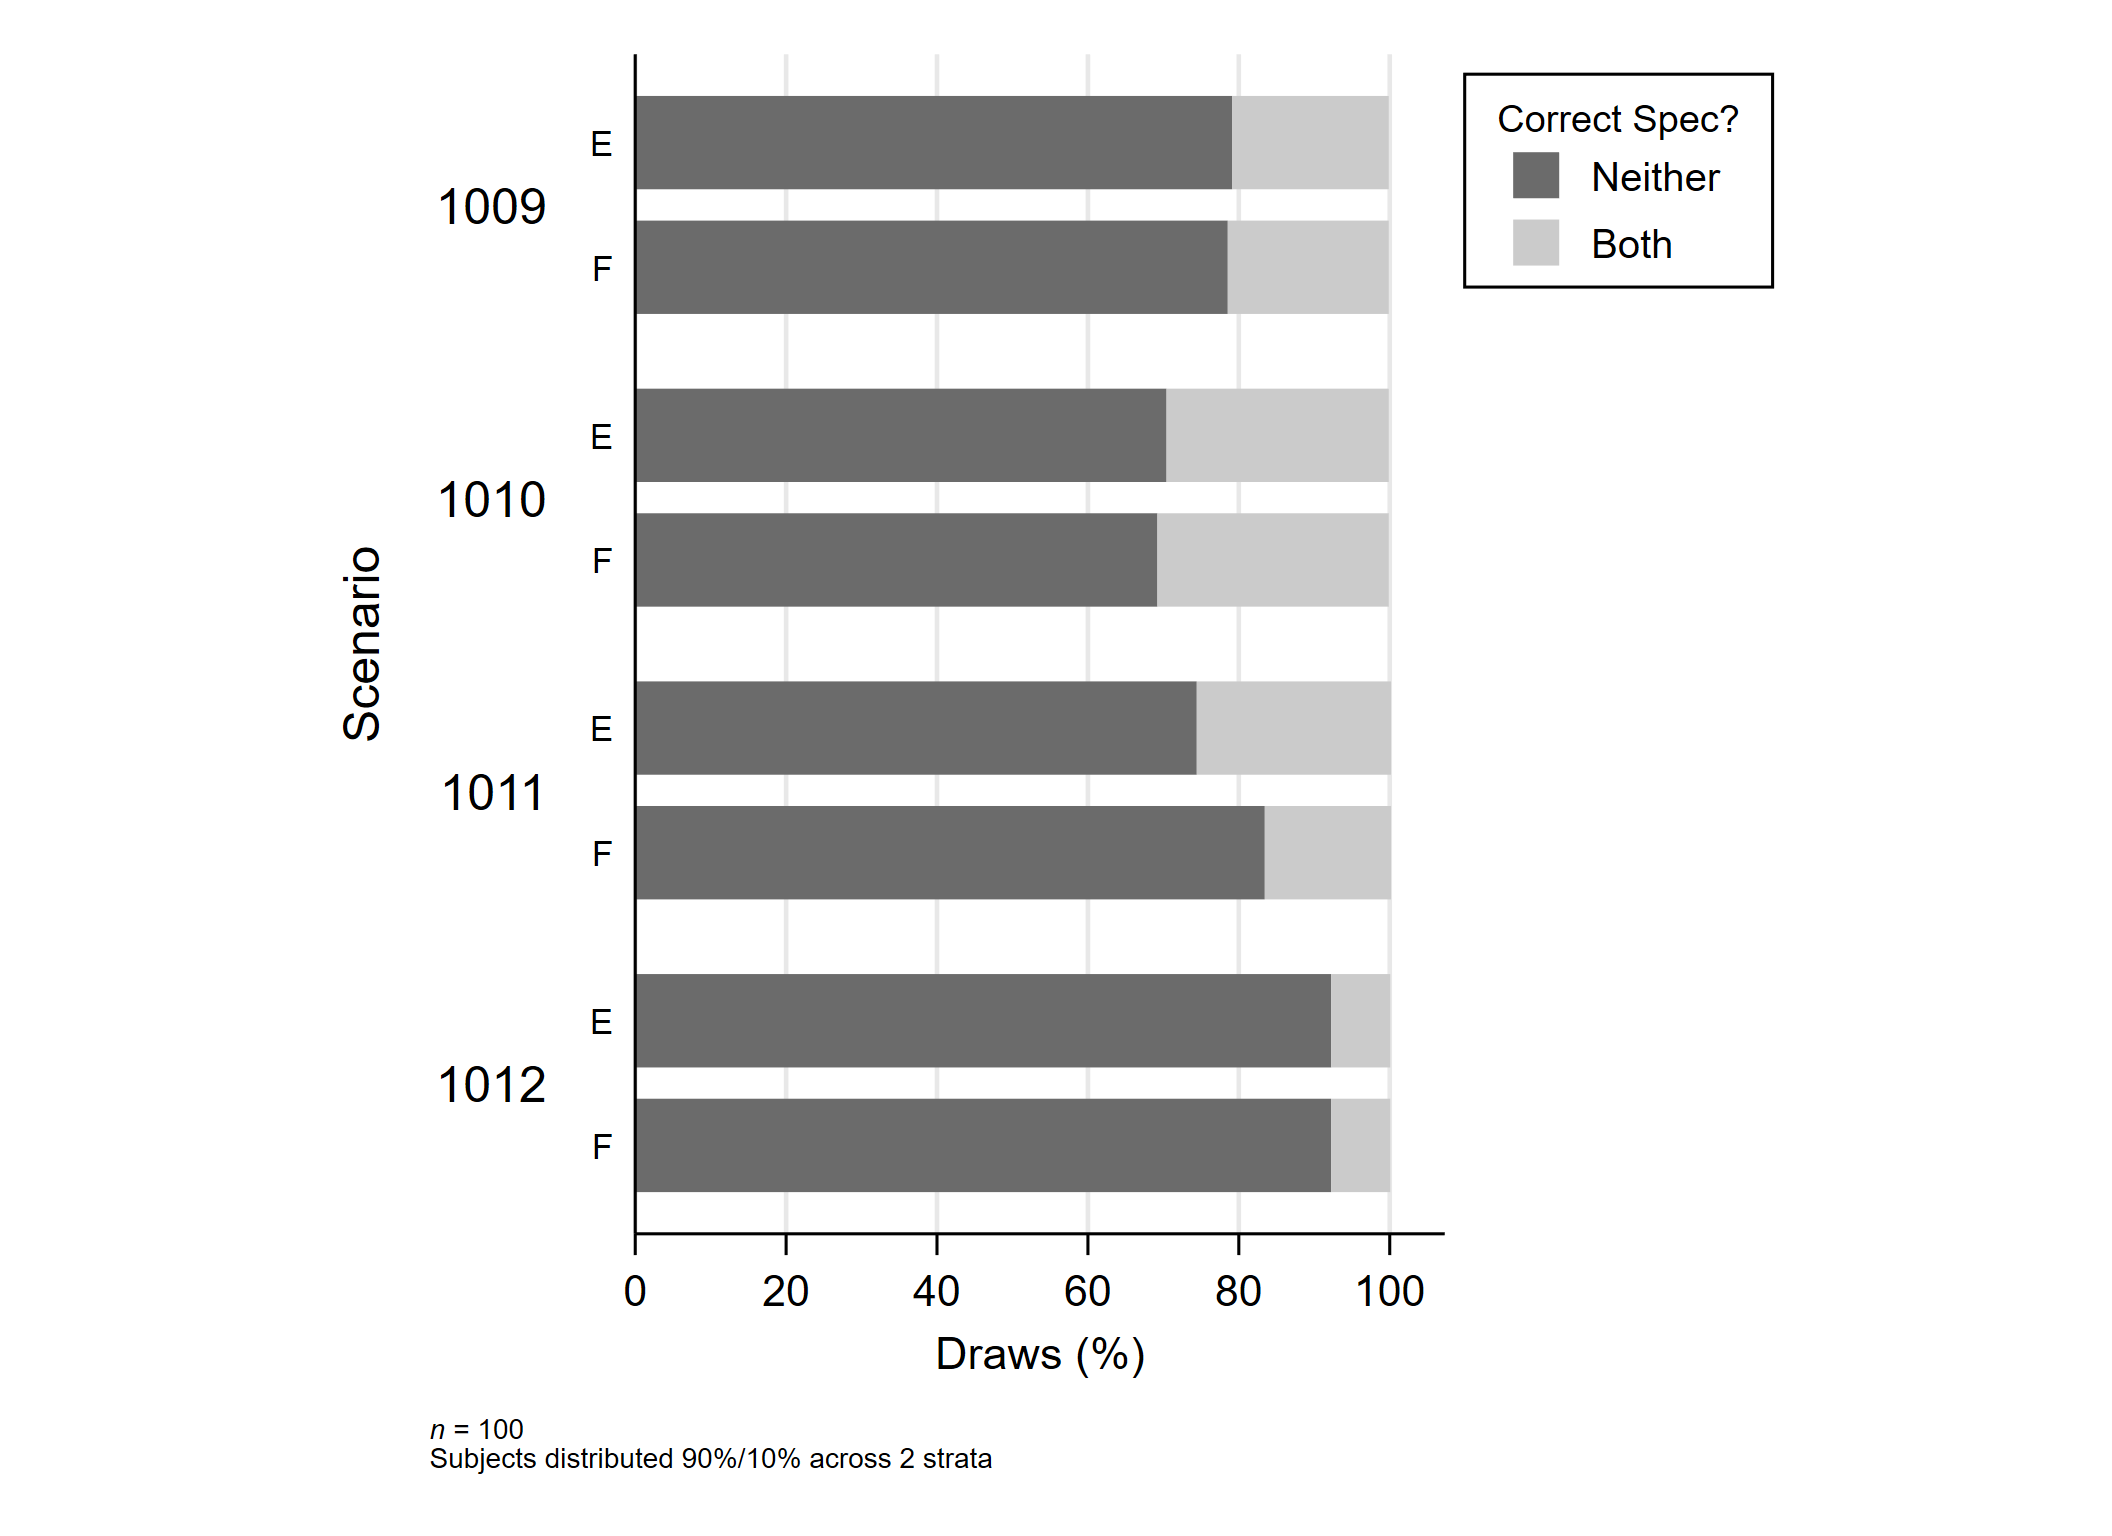 Correct Spec?
Neither
Both
Scenario
1009
E
F
1010
E
F
1011
E
F
1012
E
F
0 20 40 60 80 100
Draws (%)
n = 100
Subjects distributed 90%/10% across 2 strata